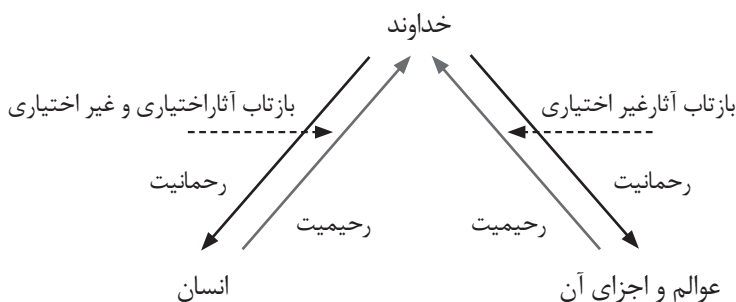 خداوند
بازتاب آثارغیر اختیاری
بازتاب آثاراختیاری و غیر اختیاری
رحمانیت
رحمانیت
رحیمیت
رحیمیت
عوالم و اجزای آن
انسان